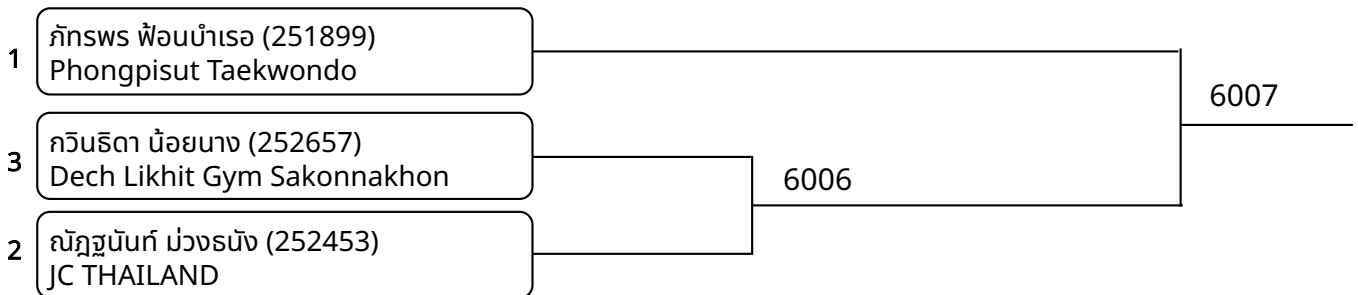 1
ภัทรพร ฟ้อนบำเรอ (251899)
Phongpisut Taekwondo
6007
3
กวินธิดา น้อยนาง (252657)
Dech Likhit Gym Sakonnakhon
6006
2
ณัฎฐนันท์ ม่วงธนัง (252453)
JC THAILAND